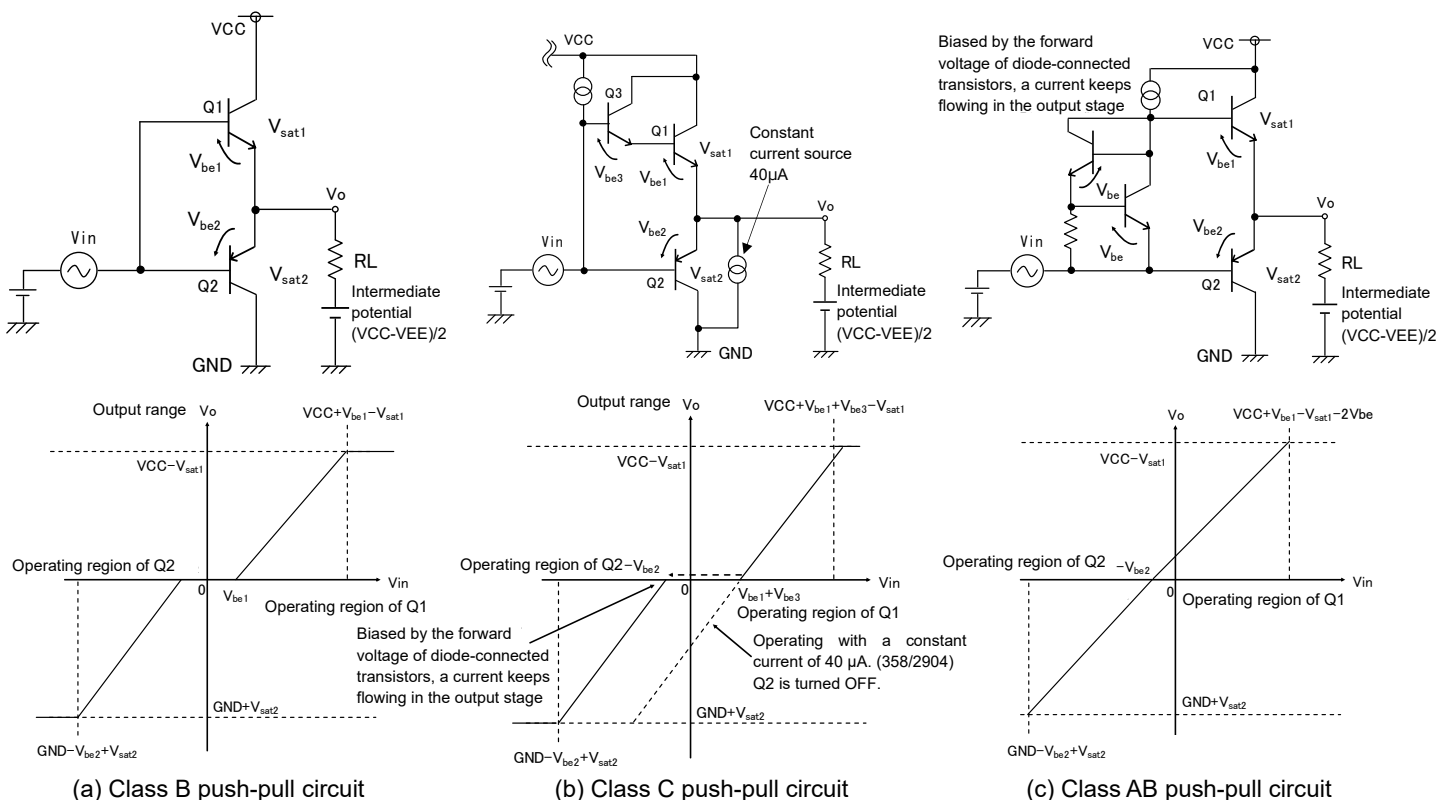 VCC
Q1
Vsat1
Vbe1
Vo
Vbe2
Vin
Q2
Vsat2
RL
Intermediate
potential
(VCC-VEE)/2
GND
VCC
Q3
Q1
Vsat1
Vbe3
Vbe1
Constant
current source
40µA
Vo
Vbe2
Vin
Q2
Vsat2
RL
Intermediate
potential
(VCC-VEE)/2
GND
Biased by the forward
voltage of diode-connected
transistors, a current keeps
flowing in the output stage
VCC
Q1
Vsat1
Vbe1
Vbe
Vbe
Vo
Vbe2
Vin
Q2
Vsat2
RL
Intermediate
potential
(VCC-VEE)/2
GND
Output range
Vo
VCC+Vbe1−Vsat1
VCC−Vsat1
Operating region of Q2
0
Vbe1
Vin
Operating region of Q1
GND+Vsat2
GND−Vbe2+Vsat2
(a) Class B push-pull circuit
Output range
Vo
VCC+Vbe1+Vbe3−Vsat1
VCC−Vsat1
Operating region of Q2
−Vbe2
0
Vin
Vbe1+Vbe3
Operating region of Q1
Biased by the forward
voltage of diode-connected
transistors, a current keeps
flowing in the output stage
Operating with a constant
current of 40 µA. (358/2904)
Q2 is turned OFF.
GND+Vsat2
GND−Vbe2+Vsat2
(b) Class C push-pull circuit
Vo
VCC+Vbe1−Vsat1−2Vbe
VCC−Vsat1
Operating region of Q2
−Vbe2
0
Vin
Operating region of Q1
GND+Vsat2
GND−Vbe2+Vsat2
(c) Class AB push-pull circuit